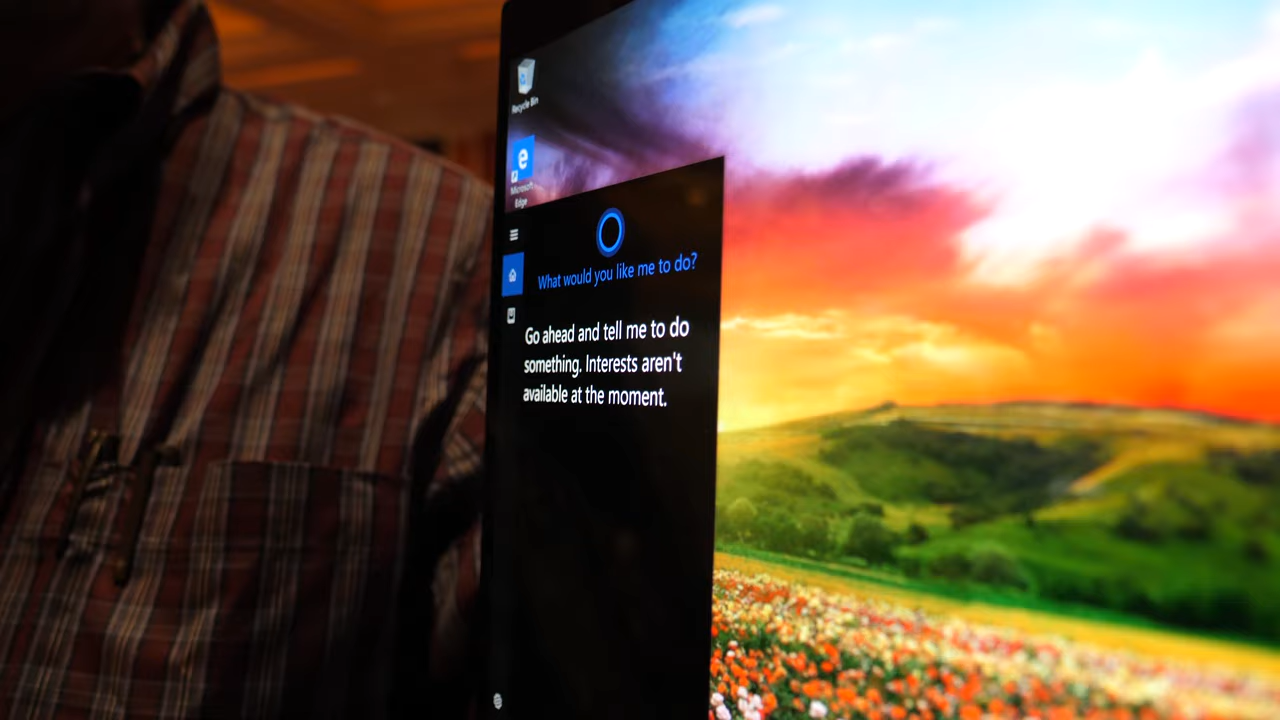 Recycle Bin
Microsoft
Edge
What would you like me to do?
Go ahead and tell me to do
something. Interests aren't
available at the moment.